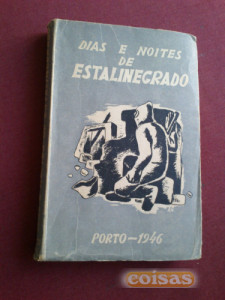 DIAS E NOITES
DE
ESTALINEGRADO
PORTO-1946
coisas